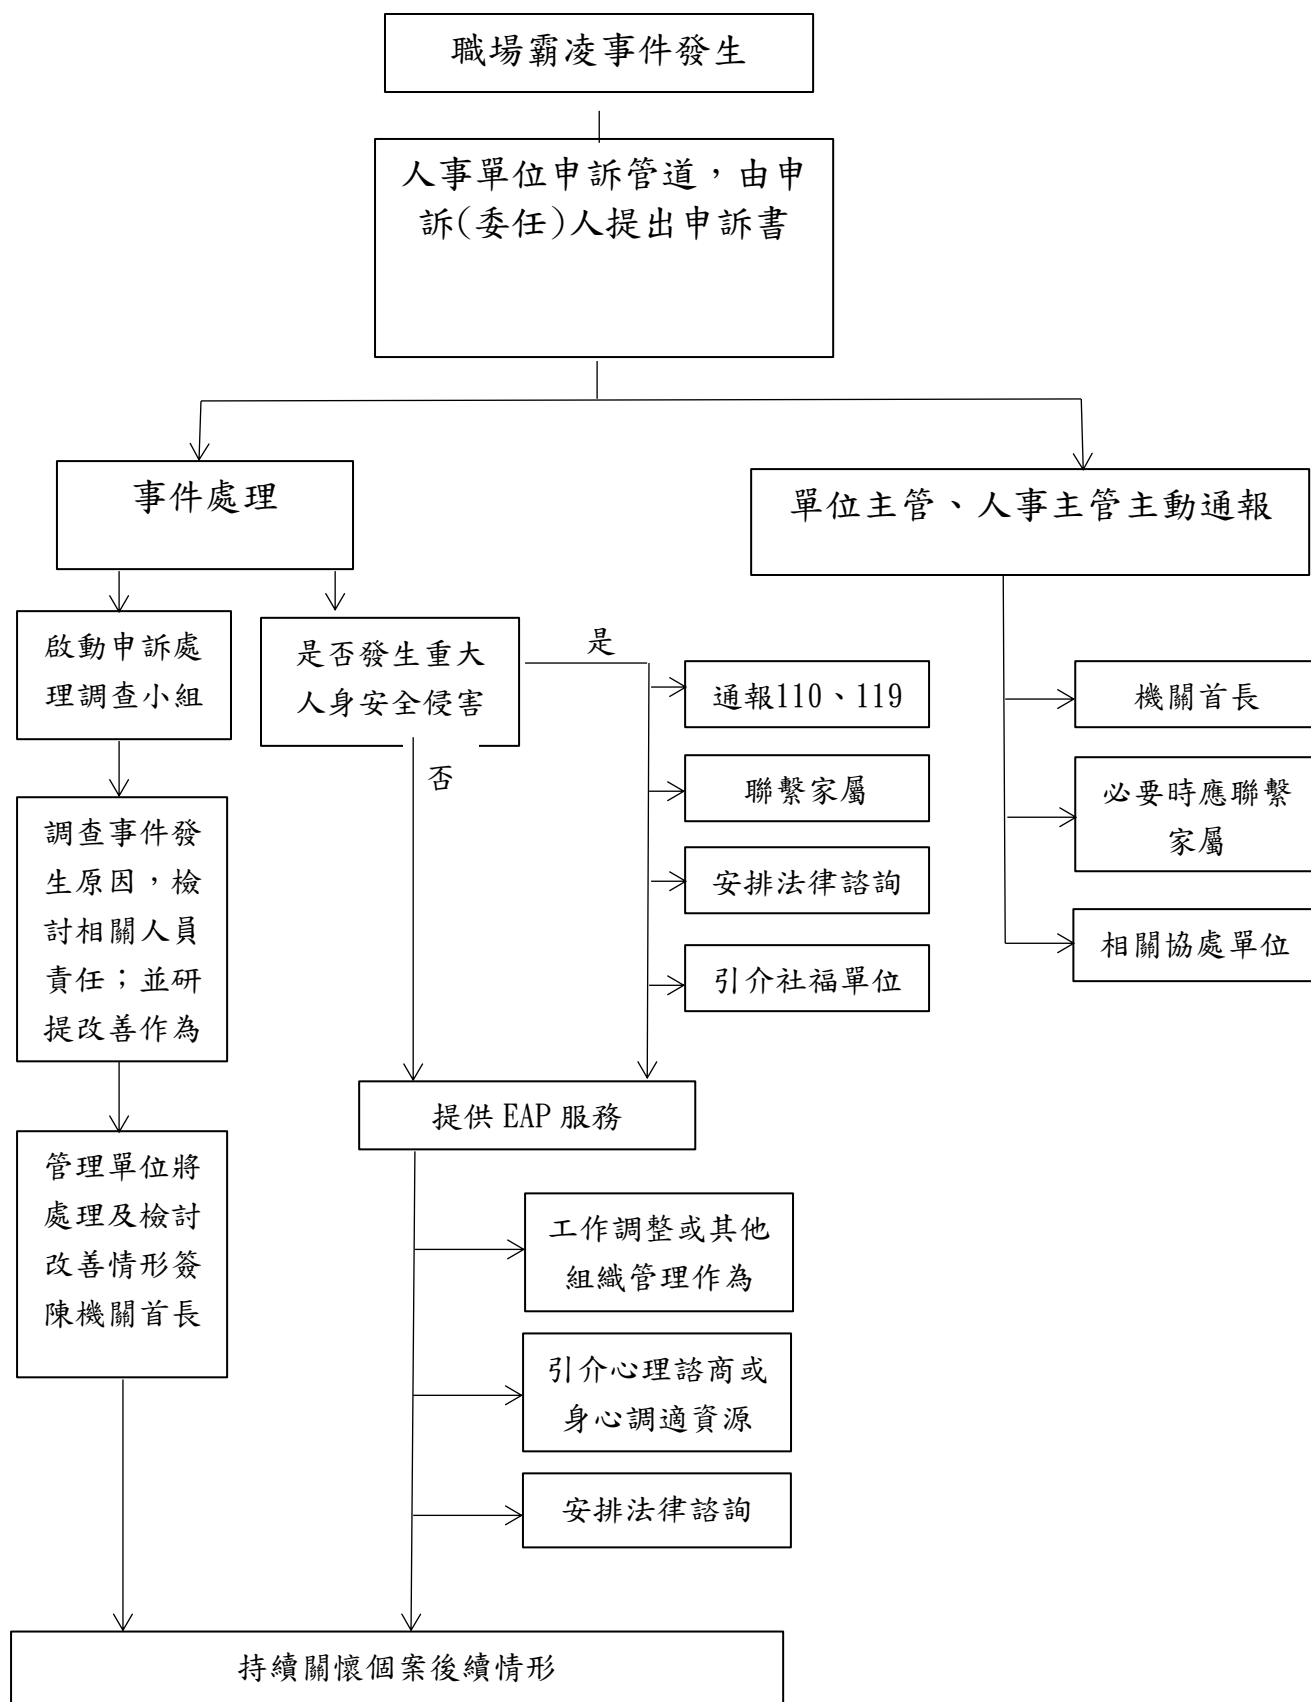 職場霸凌事件發生
人事單位申訴管道，由申
訴(委任)人提出申訴書
事件處理
單位主管、人事主管主動通報
啟動申訴處
理調查小組
是否發生重大
人身安全侵害
是
否
通報110、119
聯繫家屬
安排法律諮詢
引介社福單位
機關首長
必要時應聯繫
家屬
相關協處單位
調查事件發
生原因，檢
討相關人員
責任；並研
提改善作為
提供 EAP 服務
管理單位將
處理及檢討
改善情形簽
陳機關首長
工作調整或其他
組織管理作為
引介心理諮商或
身心調適資源
安排法律諮詢
持續關懷個案後續情形